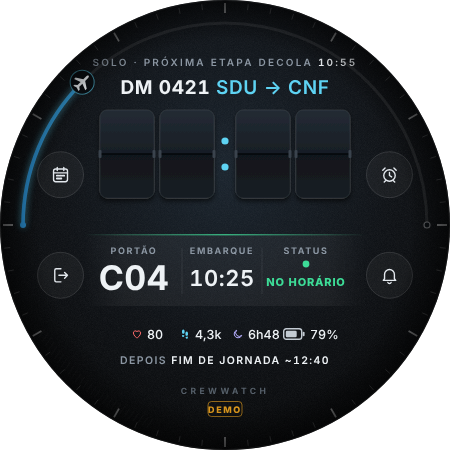 SOLO · PRÓXIMA ETAPA DECOLA 10:55
DM 0421 SDU → CNF
:
PORTÃO EMBARQUE STATUS
C04 10:25 NO HORÁRIO
80 4,3k 6h48 79%
DEPOIS FIM DE JORNADA ~12:40
CREWWATCH
DEMO